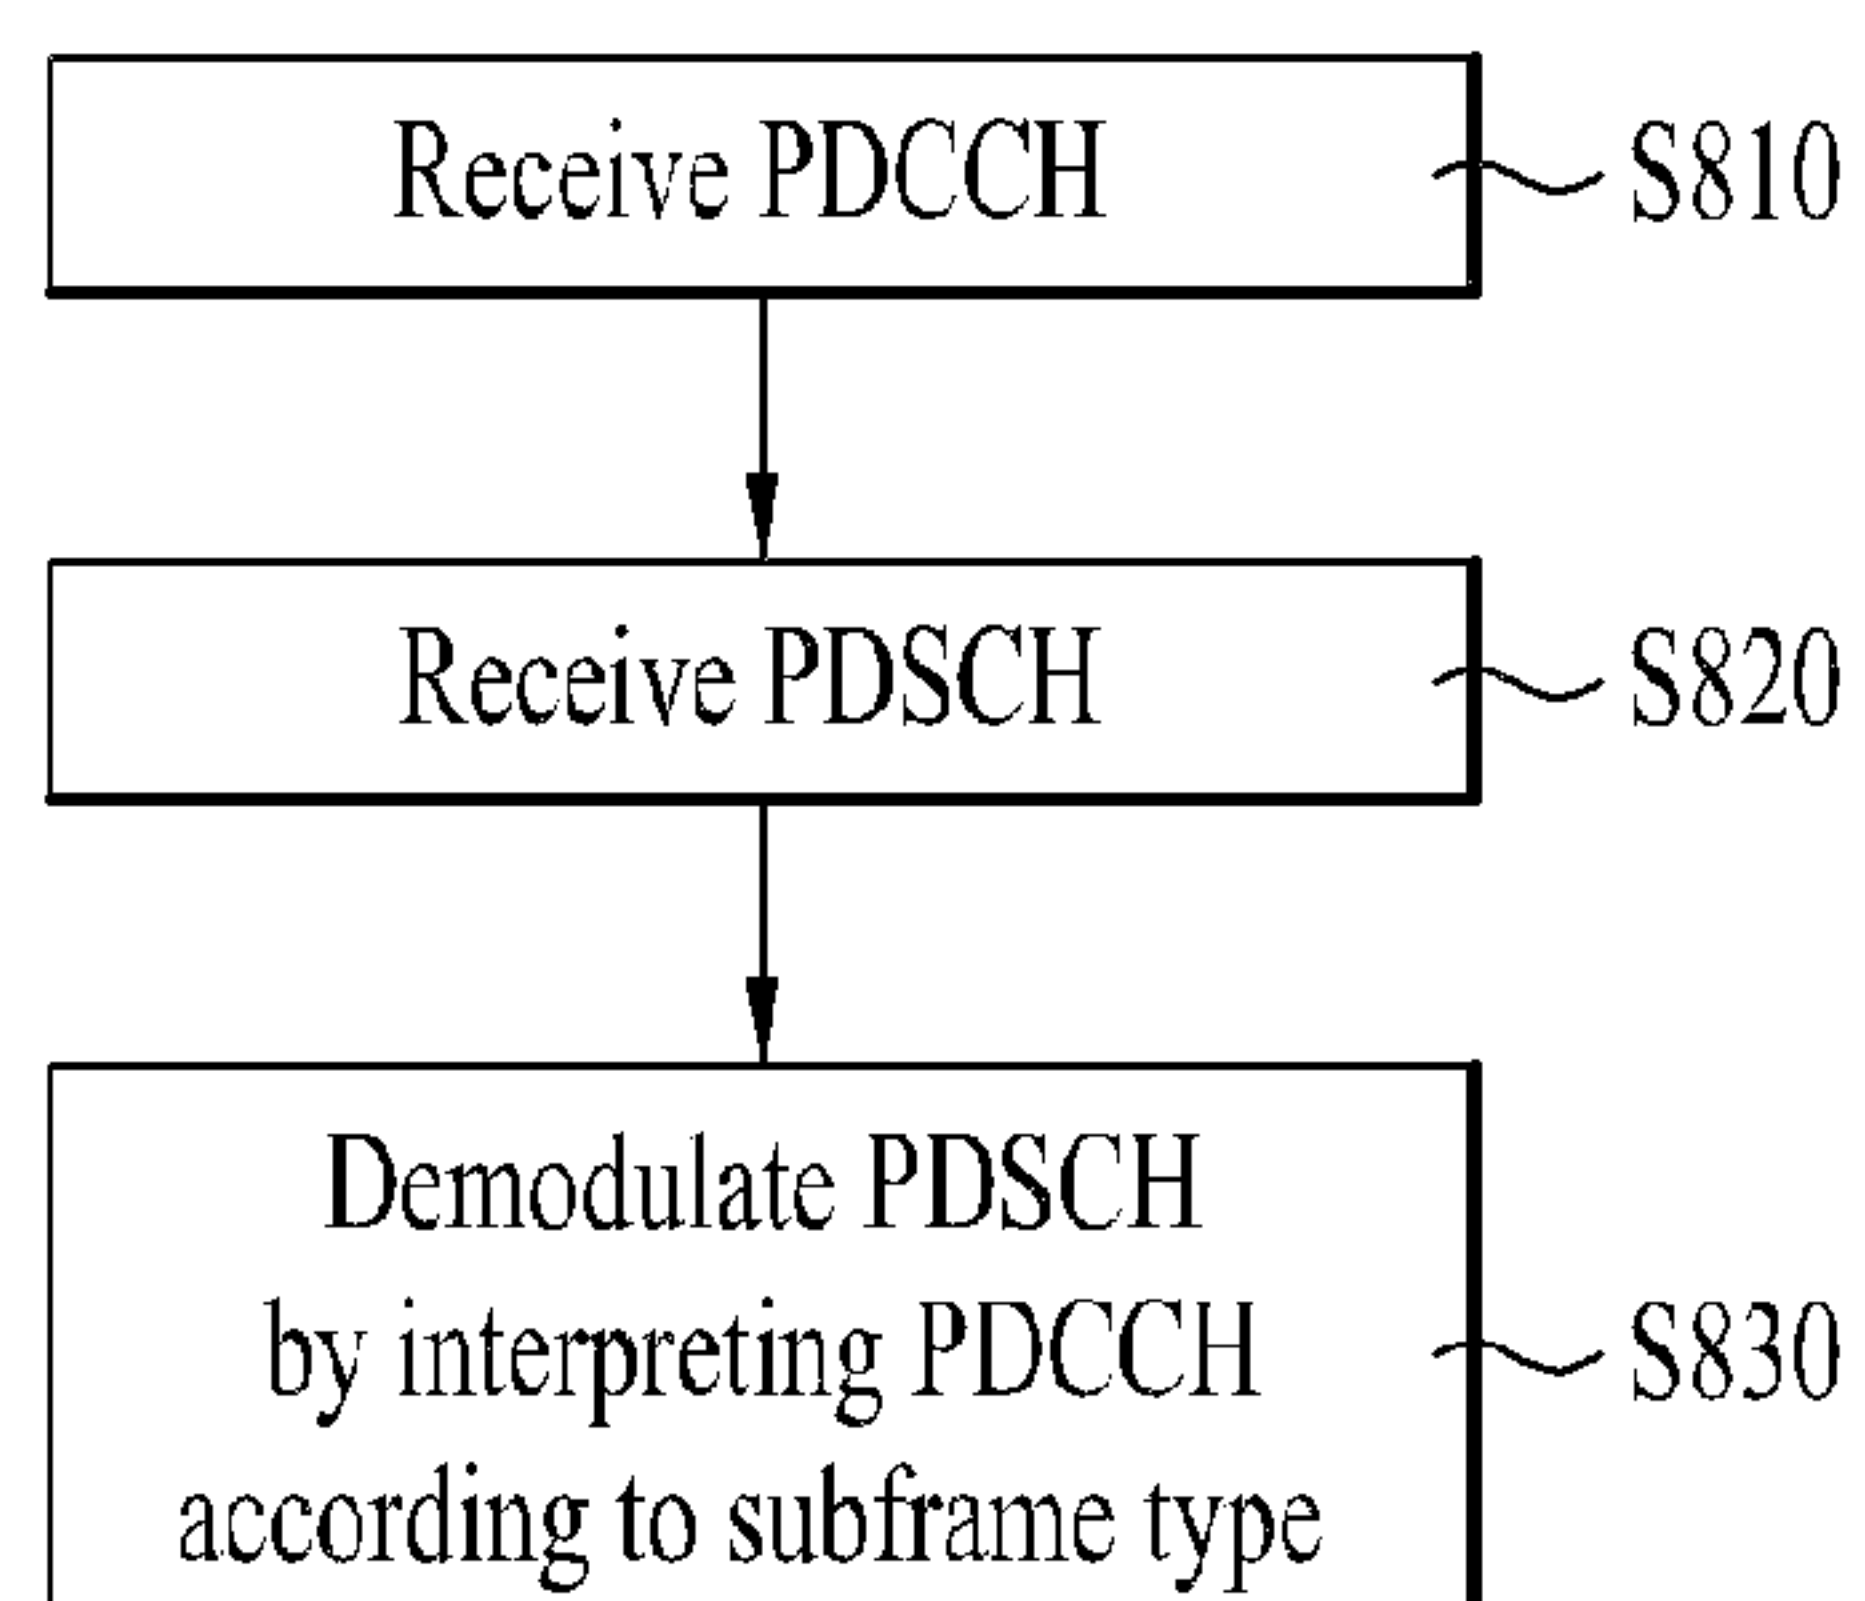 Receive PDCCH
S810
Receive PDSCH
S820
Demodulate PDSCH
by interpreting PDCCH
S830
according to subframe type